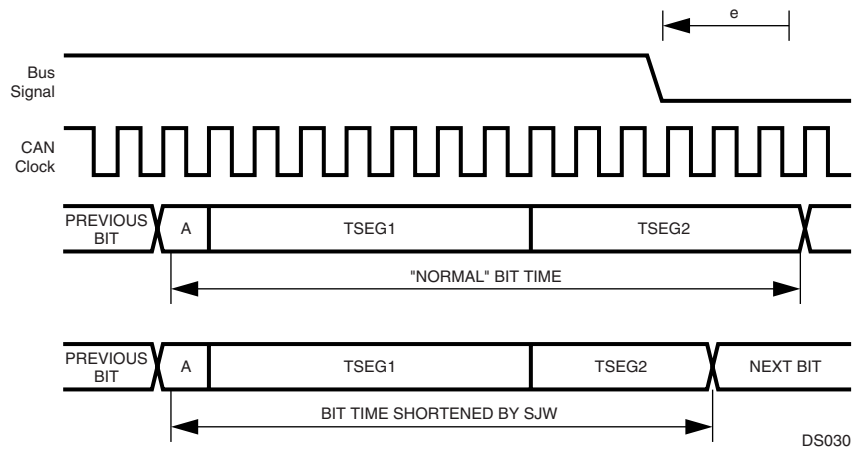 e
Bus
Signal
CAN
Clock
PREVIOUS
BIT
A
TSEG1
TSEG2
"NORMAL" BIT TIME
PREVIOUS
BIT
A
TSEG1
TSEG2
NEXT BIT
BIT TIME SHORTENED BY SJW
DS030